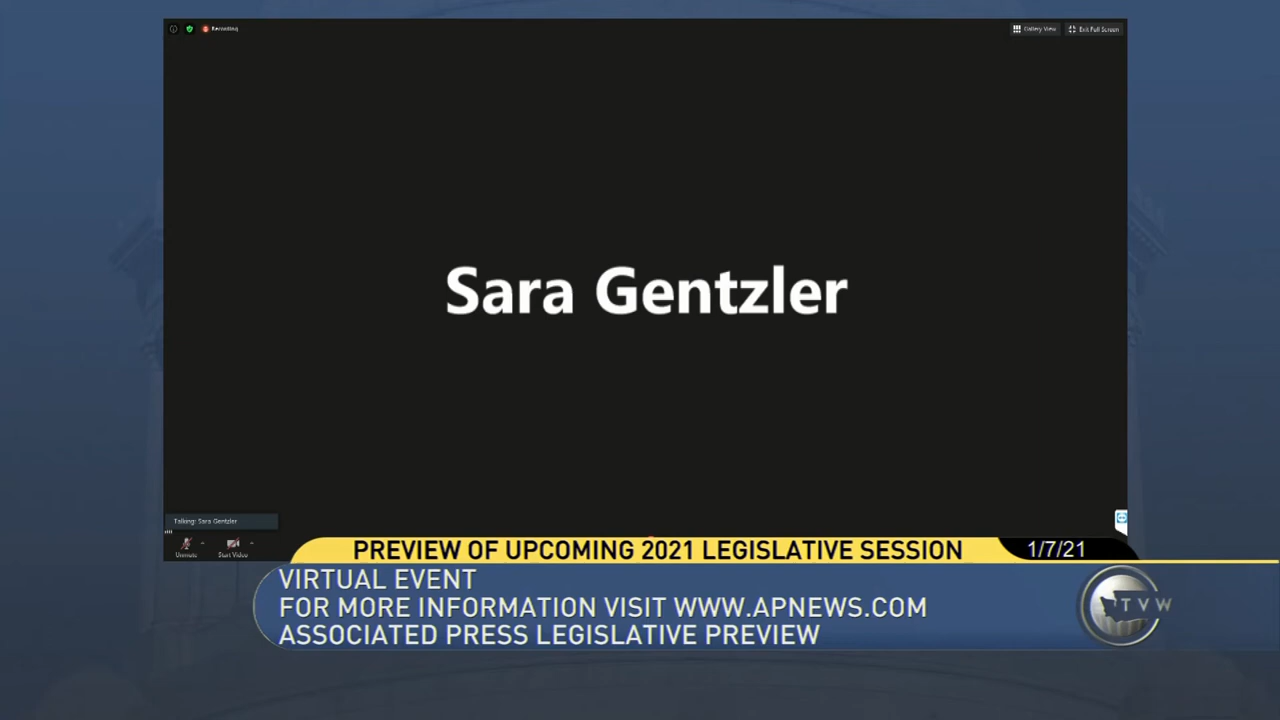 Recording
Gallery View
Exit Full Screen
Sara Gentzler
Talking: Sara Gentzler
Unmute
Start Video
PREVIEW OF UPCOMING 2021 LEGISLATIVE SESSION
1/7/21
VIRTUAL EVENT
FOR MORE INFORMATION VISIT WWW.APNEWS.COM
ASSOCIATED PRESS LEGISLATIVE PREVIEW
TVW